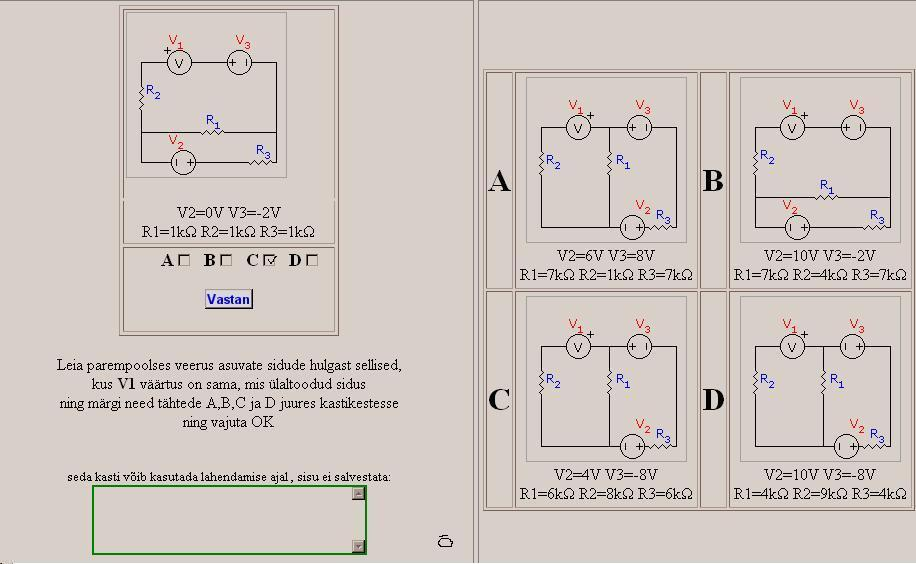 V1 V3
R2
R1
V2
R3
V2=0V V3=-2V
R1=1kΩ R2=1kΩ R3=1kΩ
A B C D
Vastan
Leia parempoolses veerus asuvate sidude hulgast sellised,
kus V1 väärtus on sama, mis ülaltoodud sidus
ning märgi need tähtede A,B,C ja D juures kastikestesse
ning vajuta OK
seda kasti võib kasutada lahendamise ajal, sisu ei salvestata:
A
V1 V3
R2 R1
V2
R3
V2=6V V3=8V
R1=7kΩ R2=1kΩ R3=7kΩ
B
V1 V3
R2
R1
V2
R3
V2=10V V3=-2V
R1=7kΩ R2=4kΩ R3=7kΩ
C
V1 V3
R2 R1
V2
R3
V2=4V V3=-8V
R1=6kΩ R2=8kΩ R3=6kΩ
D
V1 V3
R2 R1
V2
R3
V2=10V V3=-8V
R1=4kΩ R2=9kΩ R3=4kΩ